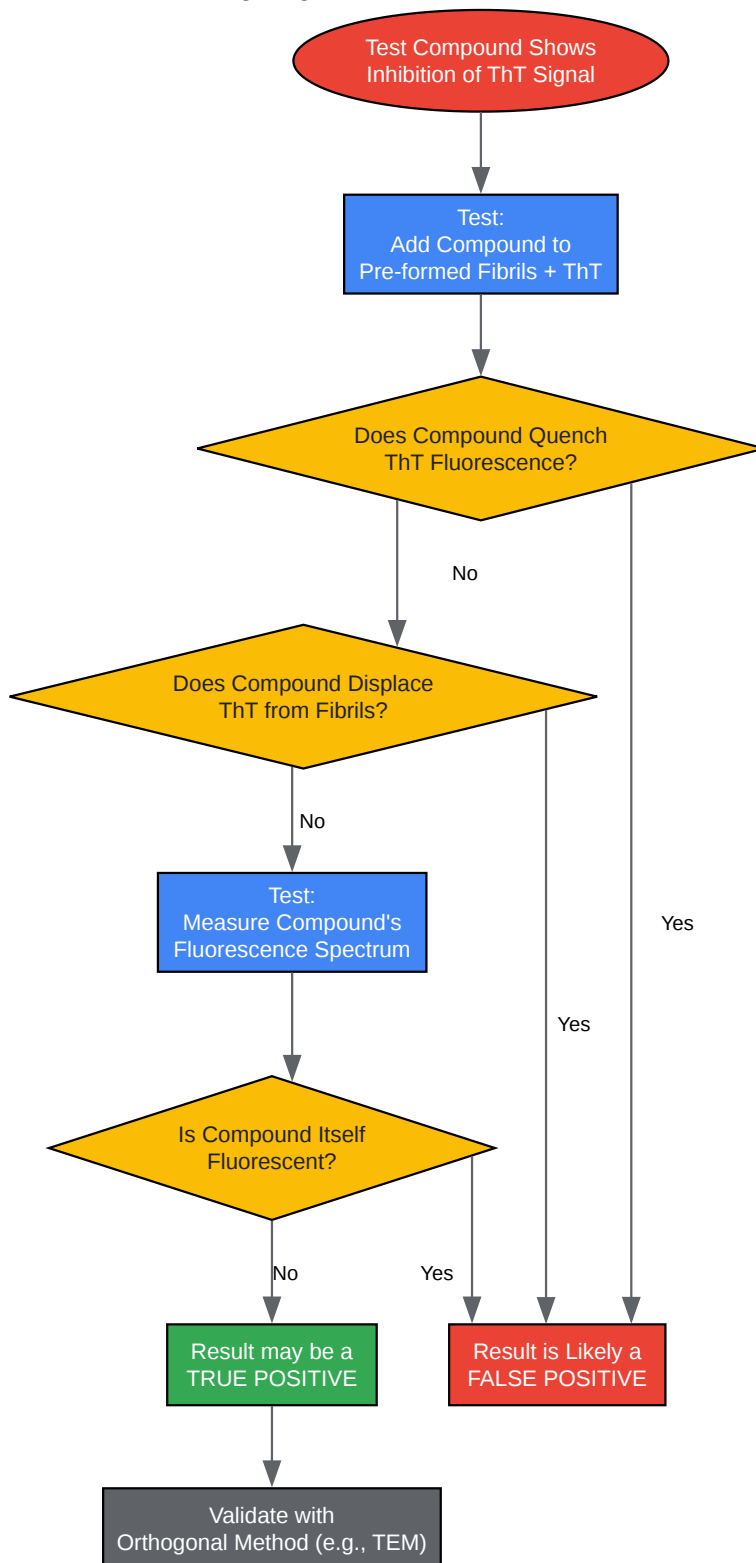 Test Compound Shows
Inhibition of ThT Signal
Test:
Add Compound to
Pre-formed Fibrils + ThT
Does Compound Quench
ThT Fluorescence?
No
Does Compound Displace
ThT from Fibrils?
No
Test:
Measure Compound's
Fluorescence Spectrum
Yes
Yes
Is Compound Itself
Fluorescent?
No
Yes
Result may be a
TRUE POSITIVE
Result is Likely a
FALSE POSITIVE
Validate with
Orthogonal Method (e.g., TEM)